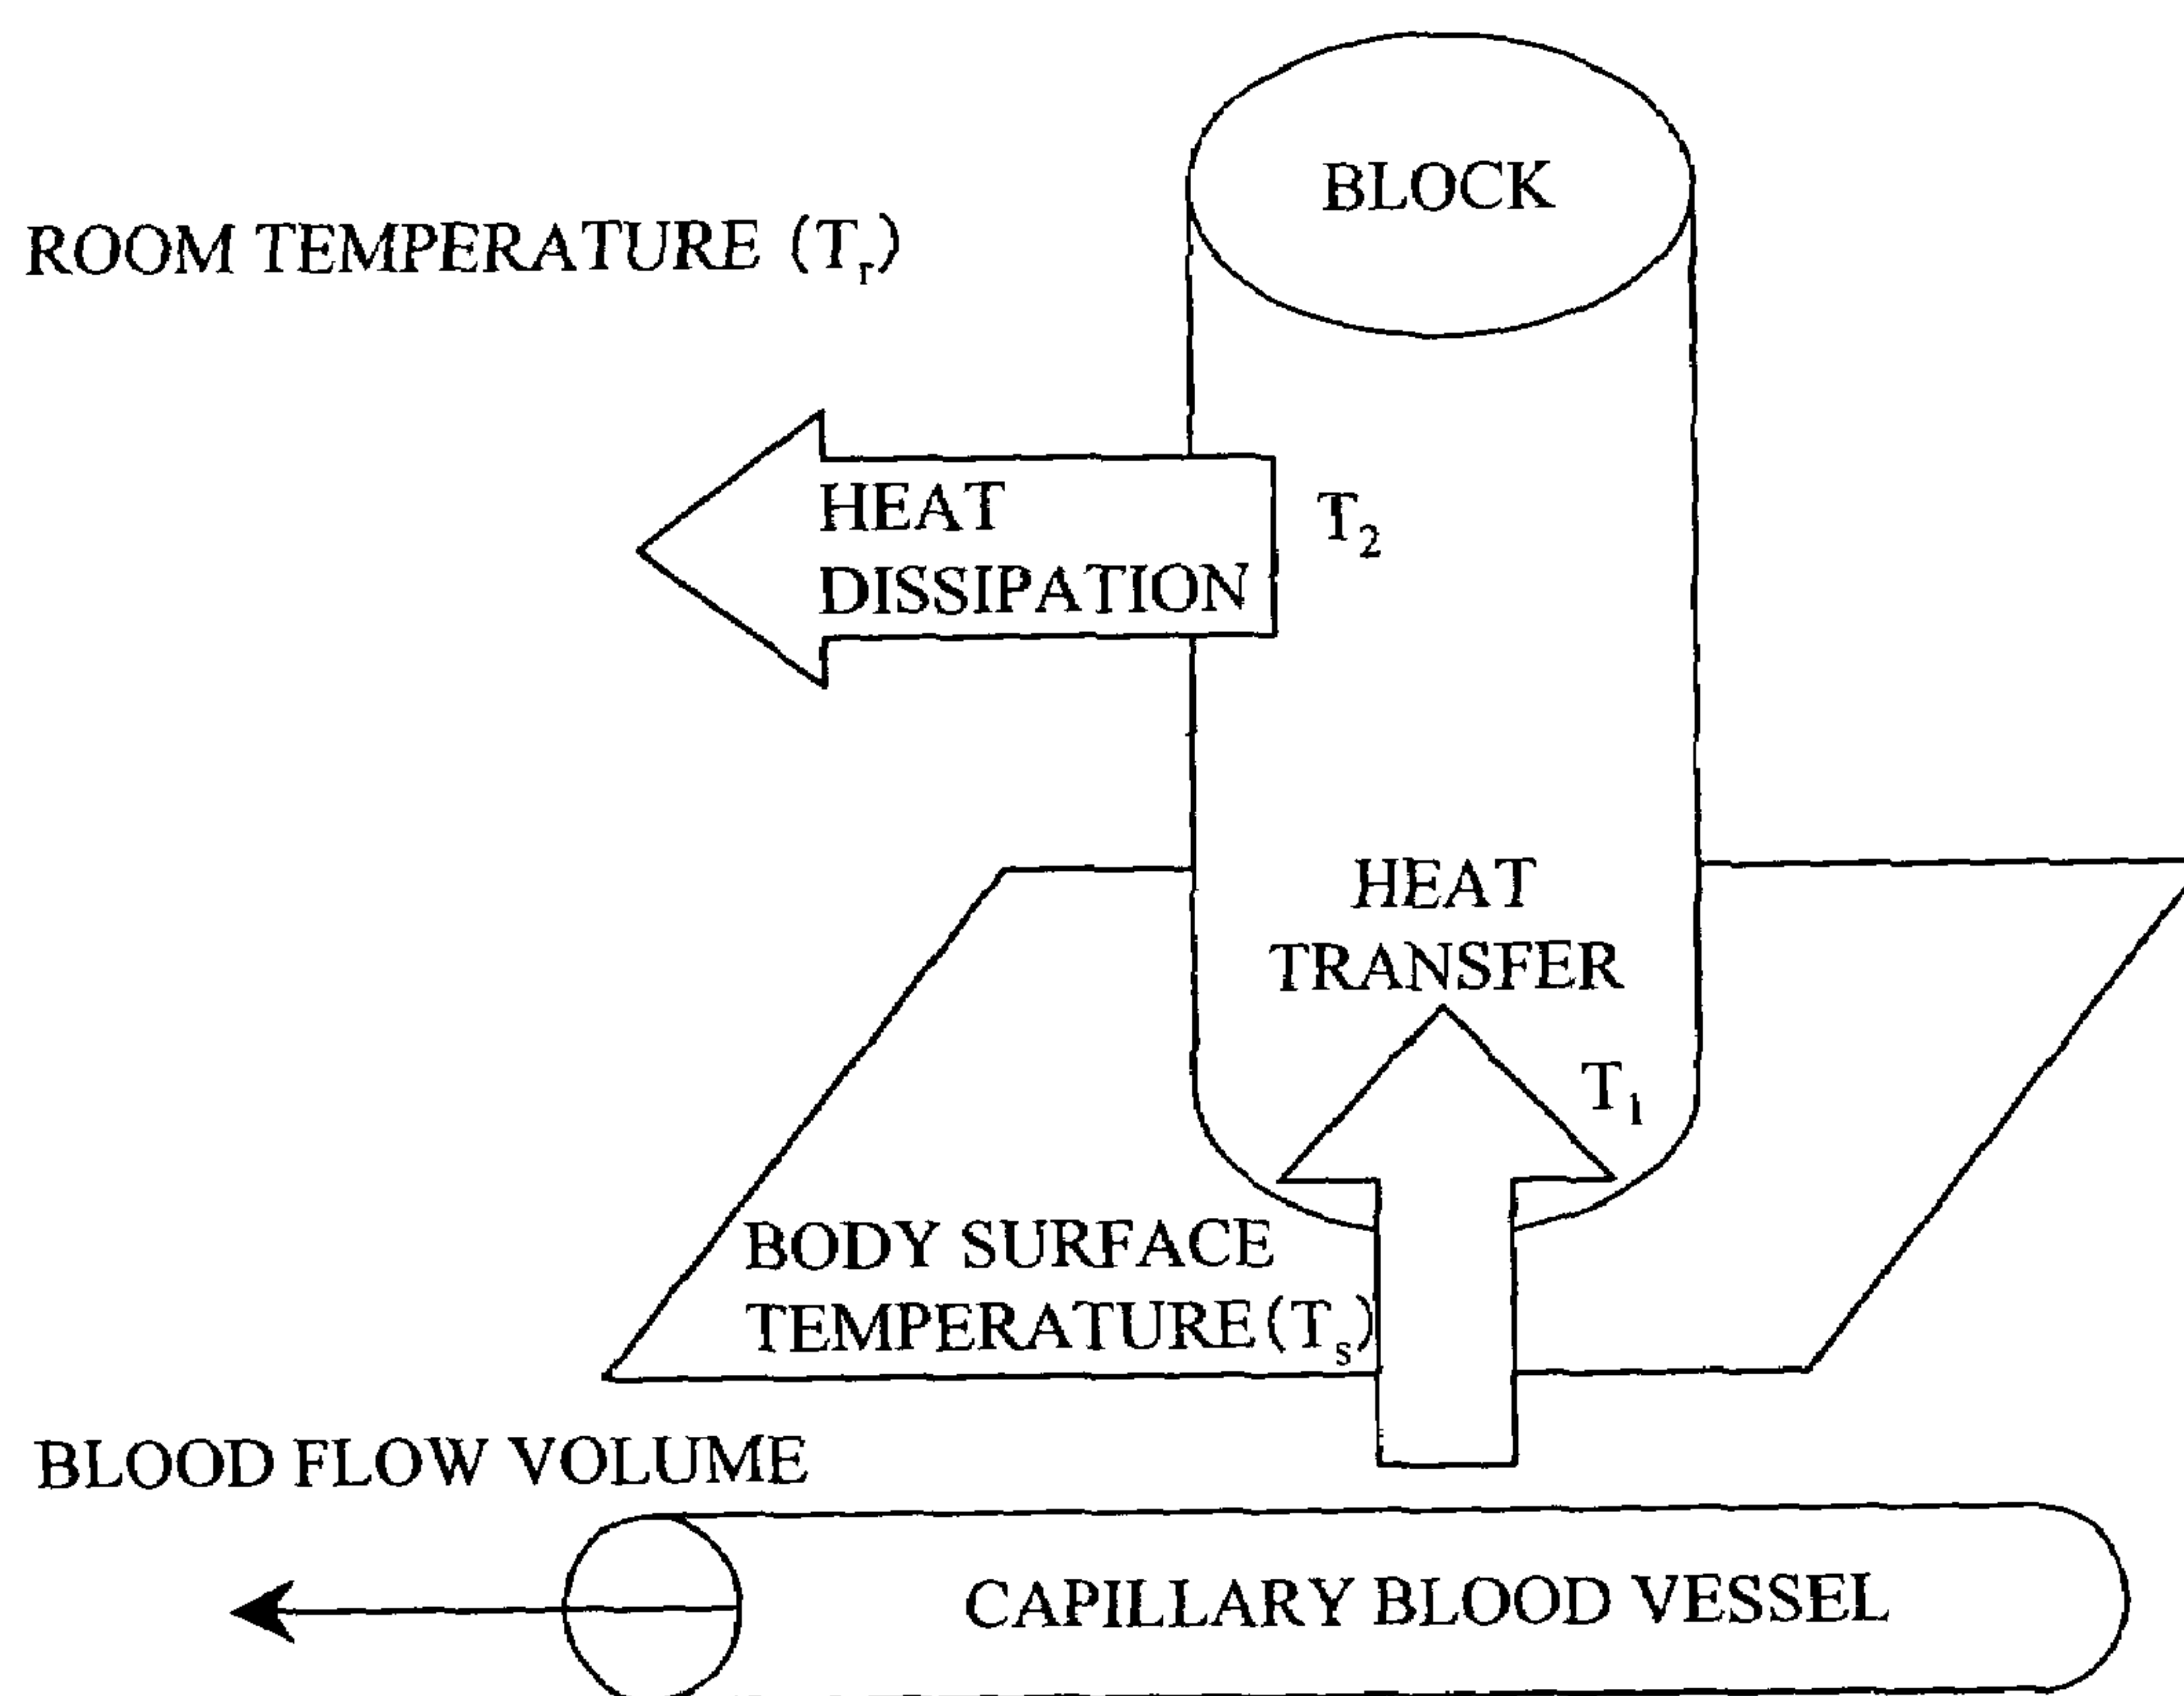 BLOCK
ROOM TEMPERATURE (Tr)
HEAT
DISSIPATION
T2
HEAT
TRANSFER
T1
BODY SURFACE
TEMPERATURE(Ts)
BLOOD FLOW VOLUME
CAPILLARY BLOOD VESSEL